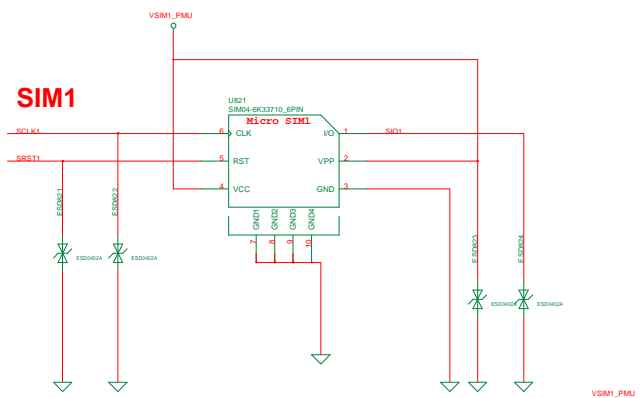 VSIM1_PMU
SIM1
U821
SIM04-6K33710_6PIN
Micro SIM1
SCLK1
6
CLK
I/O
1
SIO1
SRST1
5
RST
VPP
2
4
VCC
GND
3
GND1
GND2
GND3
GND4
7
8
9
10
ESD821
ESD822
ESD823
ESD824
ESD0402A
ESD0402A
ESD0402A
ESD0402A
VSIM1_PMU